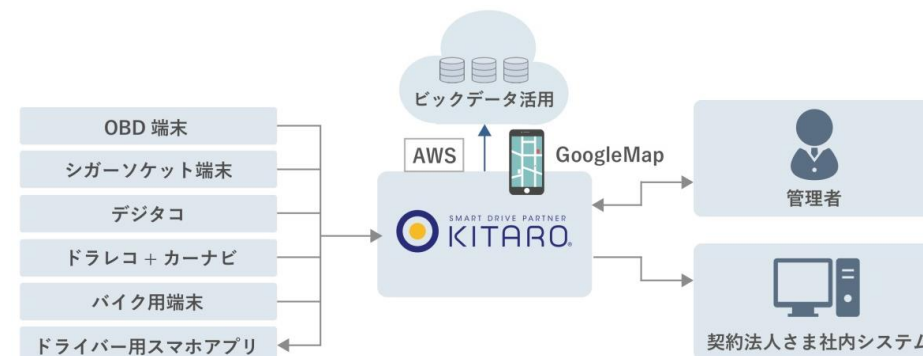 ビックデータ活用
OBD 端末
シガーソケット端末
デジタコ
ドラレコ + カーナビ
バイク用端末
ドライバー用スマホアプリ
AWS
GoogleMap
SMART DRIVE PARTNER
KITARO®
管理者
契約法人さま社内システム